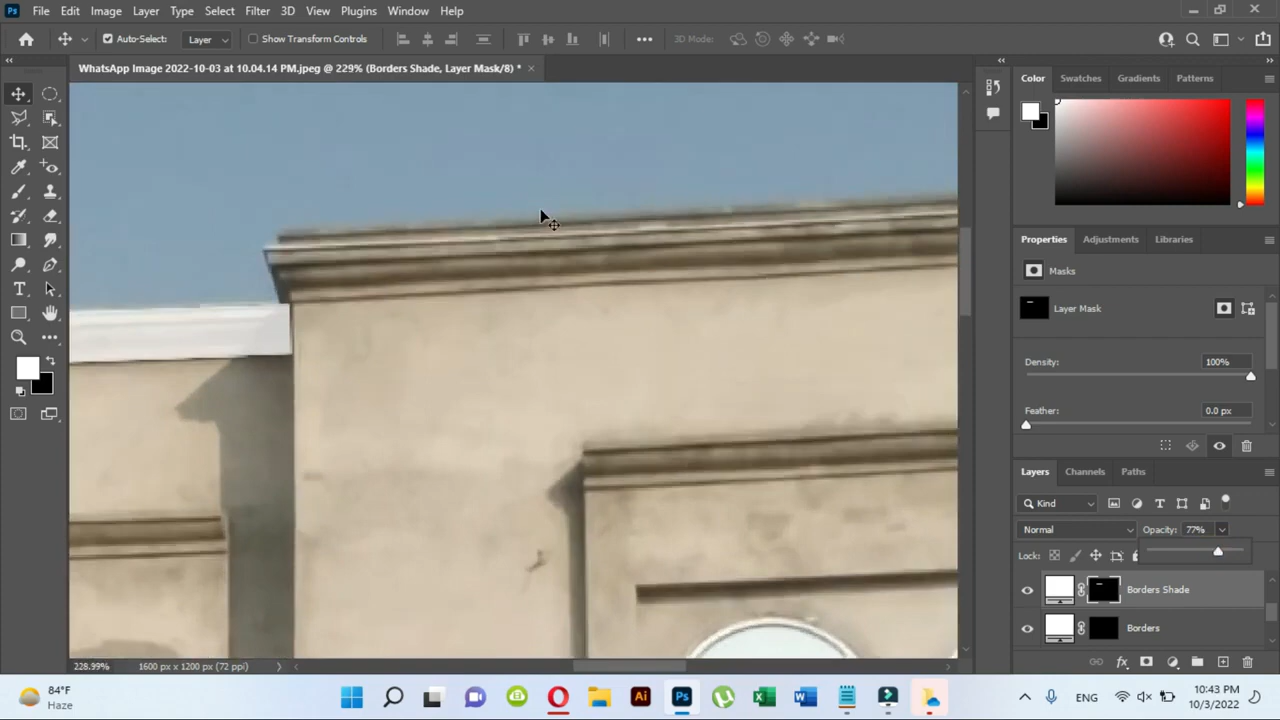 Ps File Edit Image Layer Type Select Filter 3D View Plugins Window Help
Auto-Select: Layer Show Transform Controls 3D Mode:
WhatsApp Image 2022-10-03 at 10.04.14 PM.jpeg @ 229% (Borders Shade, Layer Mask/8) *
Color Swatches Gradients Patterns
Properties Adjustments Libraries
Masks
Layer Mask
Density: 100%
Feather: 0.0 px
Layers Channels Paths
Kind
Normal Opacity: 77%
Lock:
Borders Shade
Borders
228.99% 1600 px x 1200 px (72 ppi)
84°F
Haze
Ai Ps
ENG
10:43 PM
10/3/2022